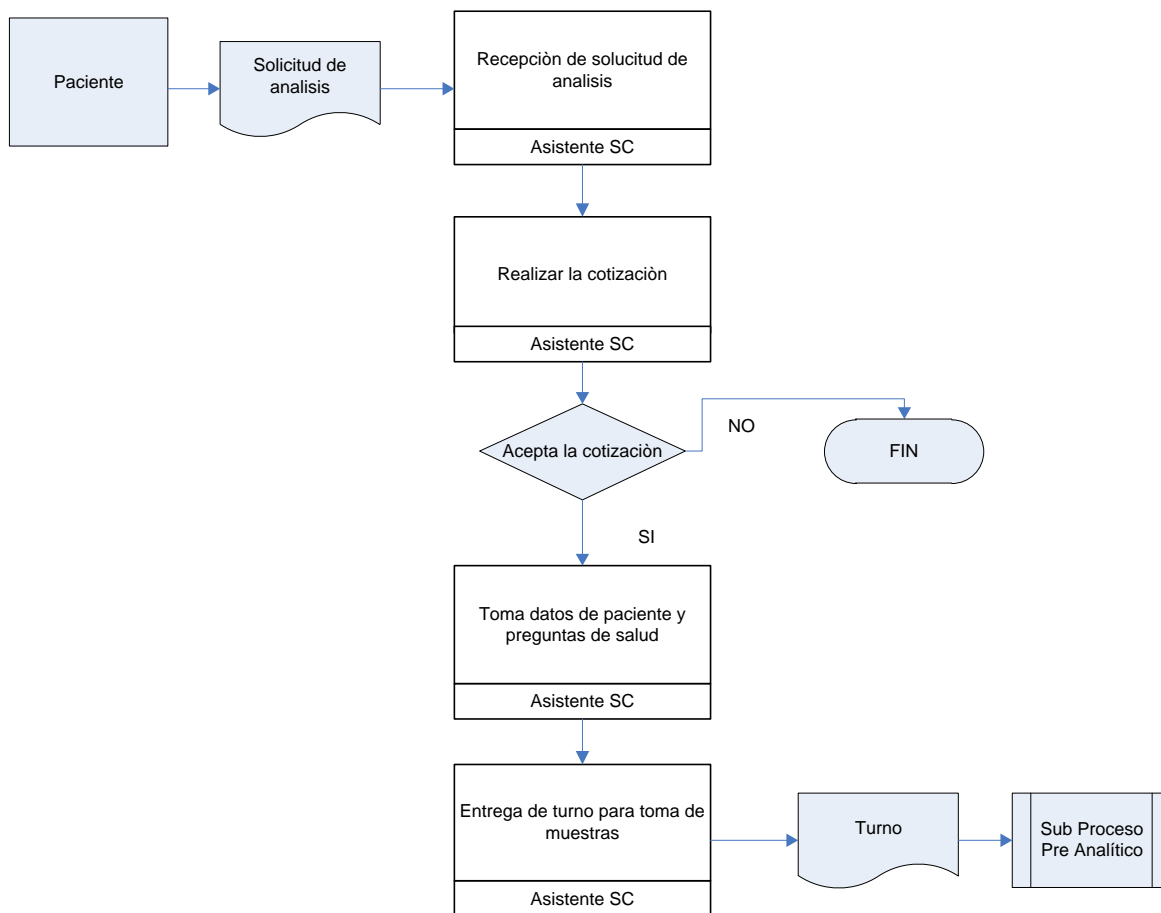 Paciente
Solicitud de
analisis
Recepciòn de solucitud de
analisis
Asistente SC
Realizar la cotizaciòn
Asistente SC
Acepta la cotizaciòn
NO
FIN
SI
Toma datos de paciente y
preguntas de salud
Asistente SC
Entrega de turno para toma de
muestras
Asistente SC
Turno
Sub Proceso
Pre Analítico